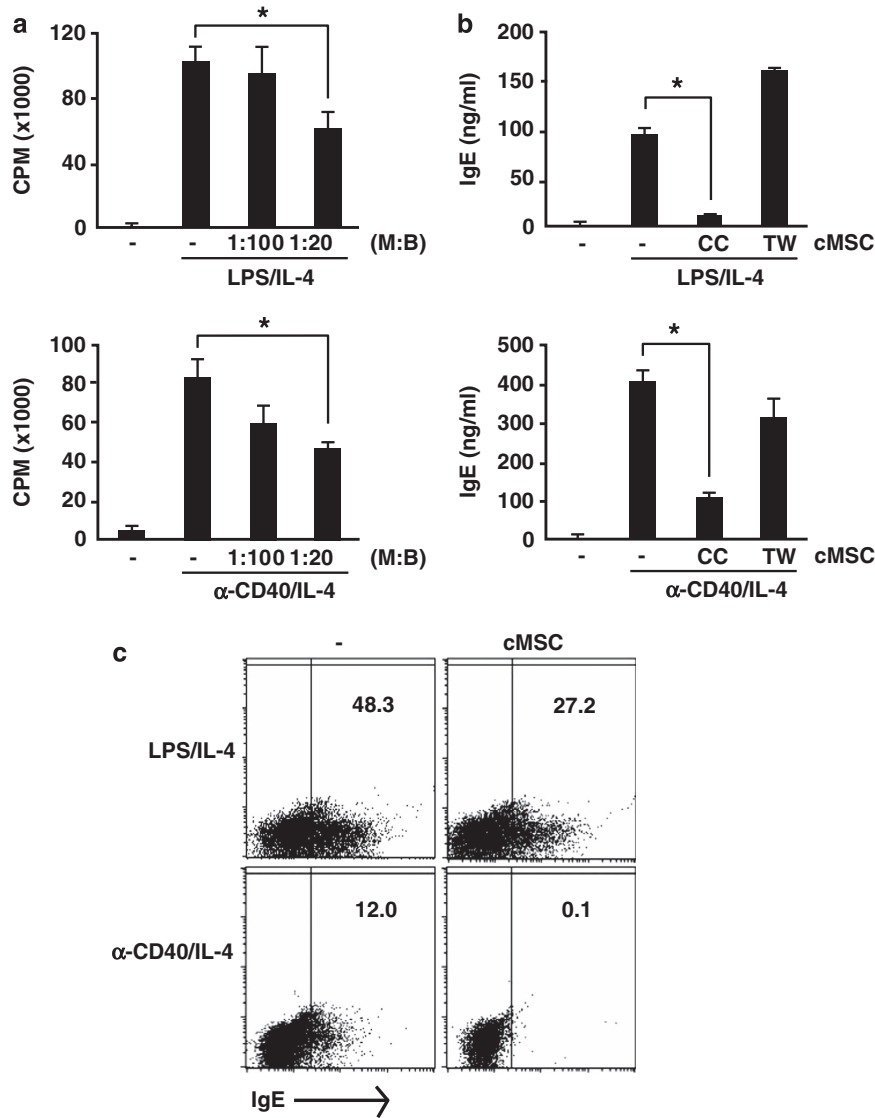 a
*
120
80
40
0
CPM (x1000)
- - 1:100 1:20 (M:B)
LPS/IL-4
b
*
200
150
100
50
0
IgE (ng/ml)
- - CC TW cMSC
LPS/IL-4
*
100
80
60
40
20
0
CPM (x1000)
- - 1:100 1:20 (M:B)
α-CD40/IL-4
*
500
400
300
200
100
0
IgE (ng/ml)
- - CC TW cMSC
α-CD40/IL-4
c
- cMSC
LPS/IL-4
48.3 27.2
α-CD40/IL-4
12.0 0.1
IgE